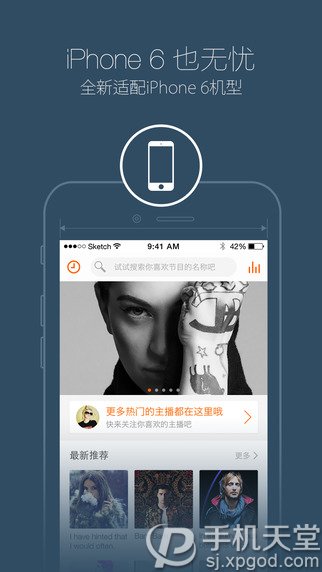 iPhone 6 也无忧
全新适配iPhone 6机型
Sketch
9:41 AM
42%
试试搜索你喜欢节目的名称吧
更多热门的主播都在这里哦
快来关注你喜欢的主播吧
最新推荐
更多
I have hinted that
I would often.
手机天堂
sj.xpgod.com